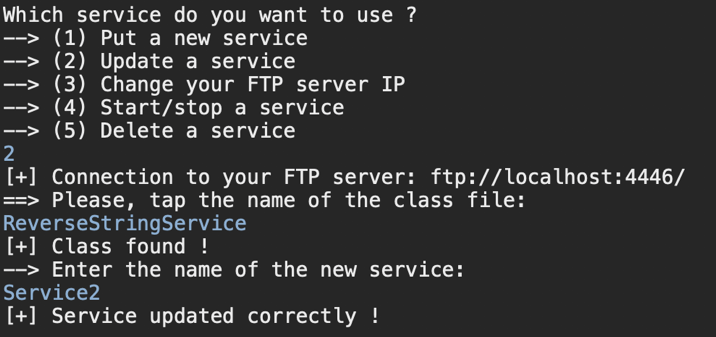 Which service do you want to use ?
--> (1) Put a new service
--> (2) Update a service
--> (3) Change your FTP server IP
--> (4) Start/stop a service
--> (5) Delete a service
2
[+] Connection to your FTP server: ftp://localhost:4446/
==> Please, tap the name of the class file:
ReverseStringService
[+] Class found !
--> Enter the name of the new service:
Service2
[+] Service updated correctly !